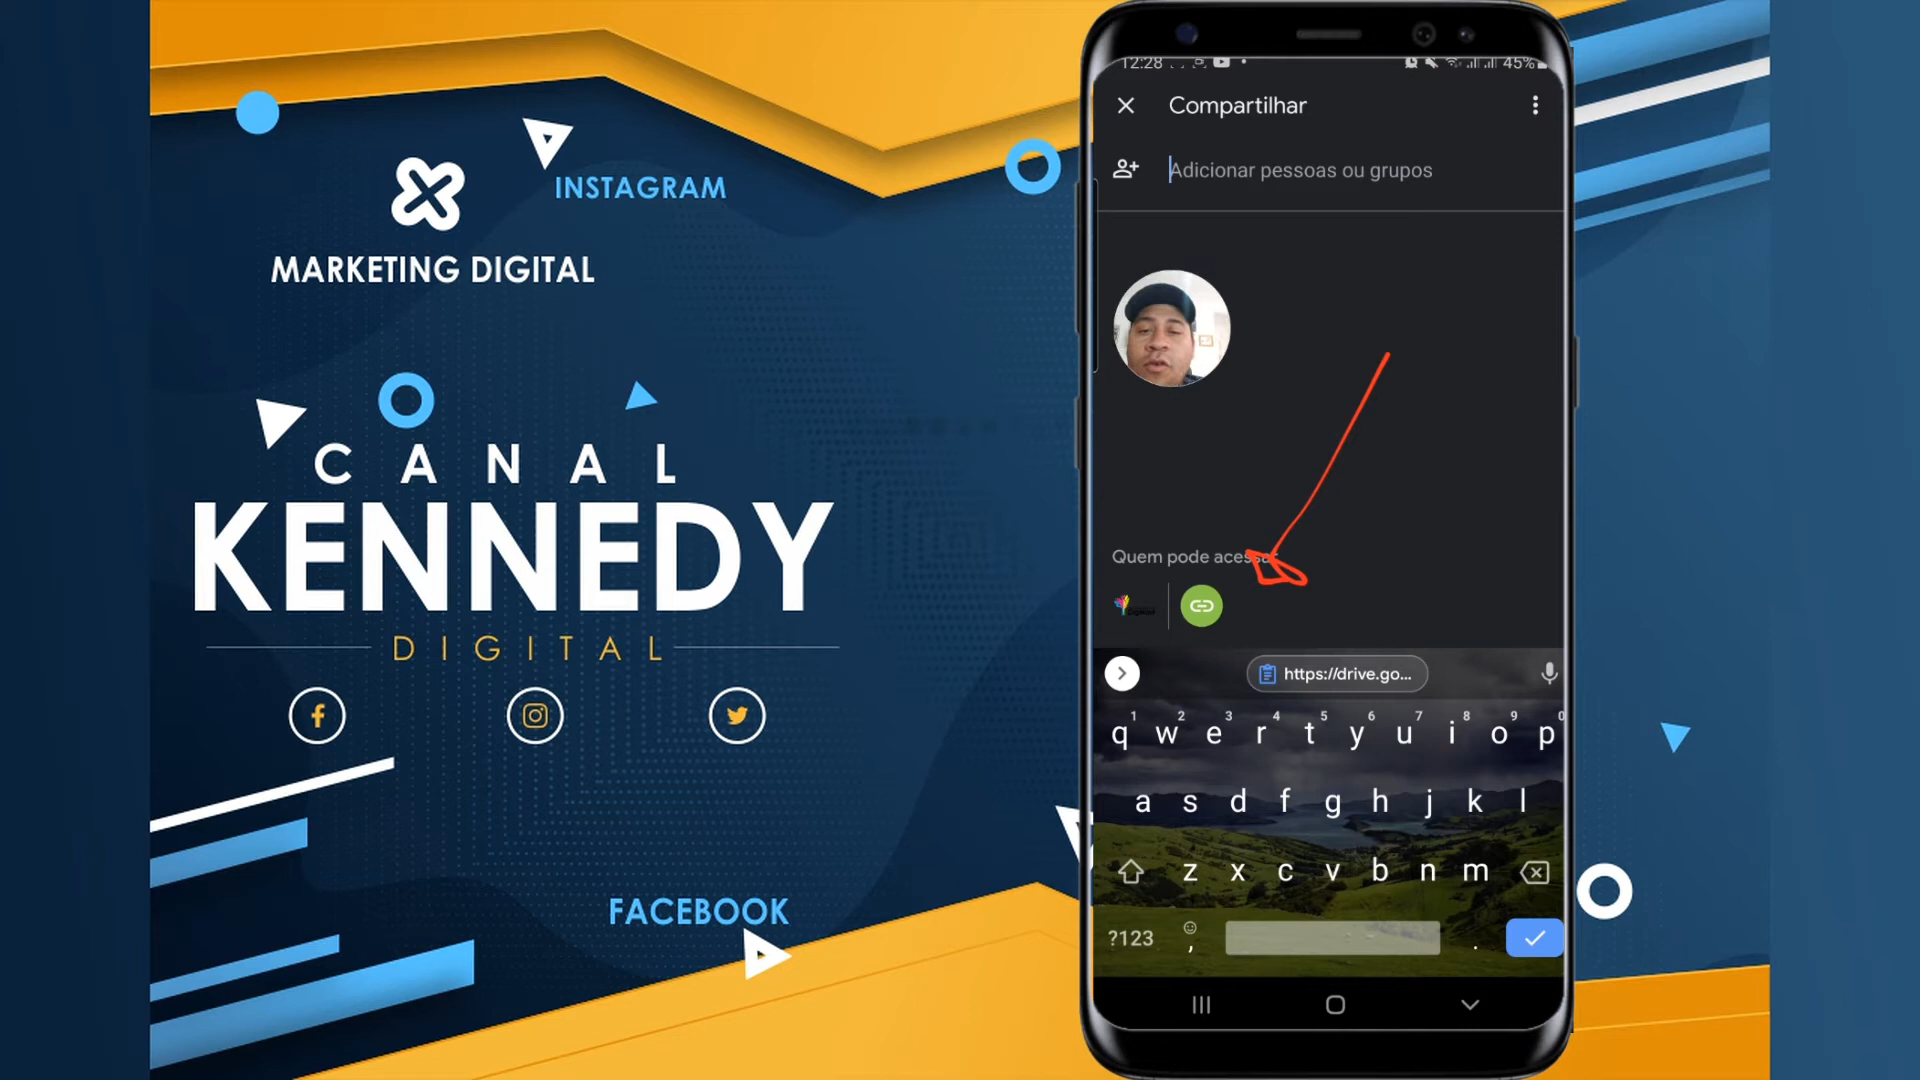 INSTAGRAM
MARKETING DIGITAL
CANAL
KENNEDY
DIGITAL
FACEBOOK
12:28
45%
Compartilhar
Adicionar pessoas ou grupos
Quem pode acessar
https://drive.go...
1 2 3 4 5 6 7 8 9 0
q w e r t y u i o p
a s d f g h j k l
z x c v b n m
?123 , .